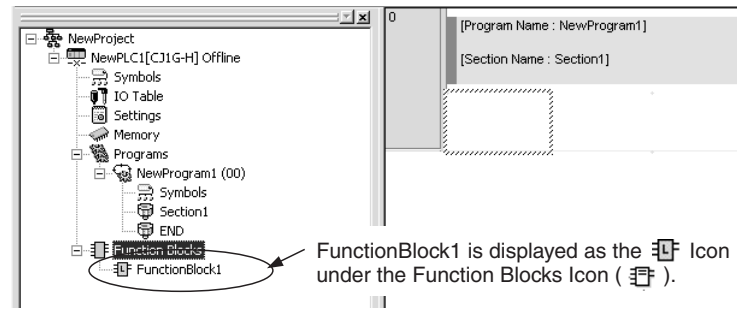 NewProject
NewPLC1[CJ1G-H] Offline
Symbols
IO Table
Settings
Memory
Programs
NewProgram1 (00)
Symbols
Section1
END
Function Blocks
FunctionBlock1
0
[Program Name : NewProgram1]
[Section Name : Section1]
FunctionBlock1 is displayed as the L Icon
under the Function Blocks Icon ( ).